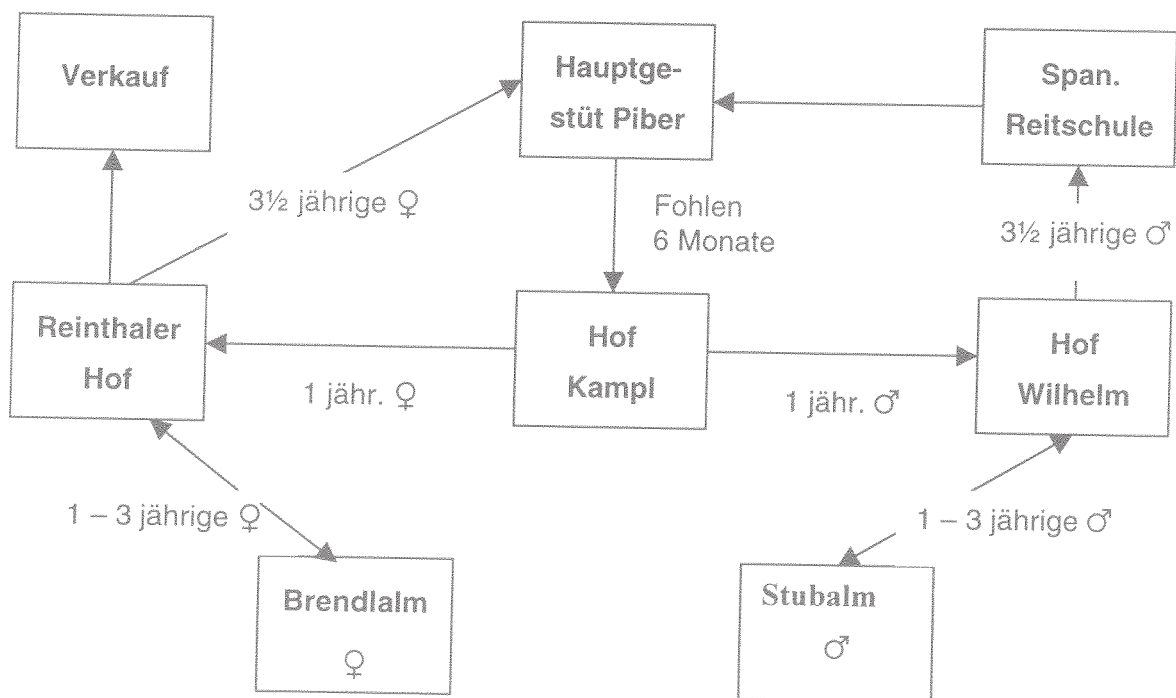 Verkauf
Hauptge-
stüt Piber
Span.
Reitschule
3½ jährige ♀
Fohlen
6 Monate
3½ jährige ♂
Reinthaler
Hof
1 jähr. ♀
Hof
Kampl
1 jähr. ♂
Hof
Wilhelm
1 – 3 jährige ♀
1 – 3 jährige ♂
Brendlalm
♀
Stubalm
♂